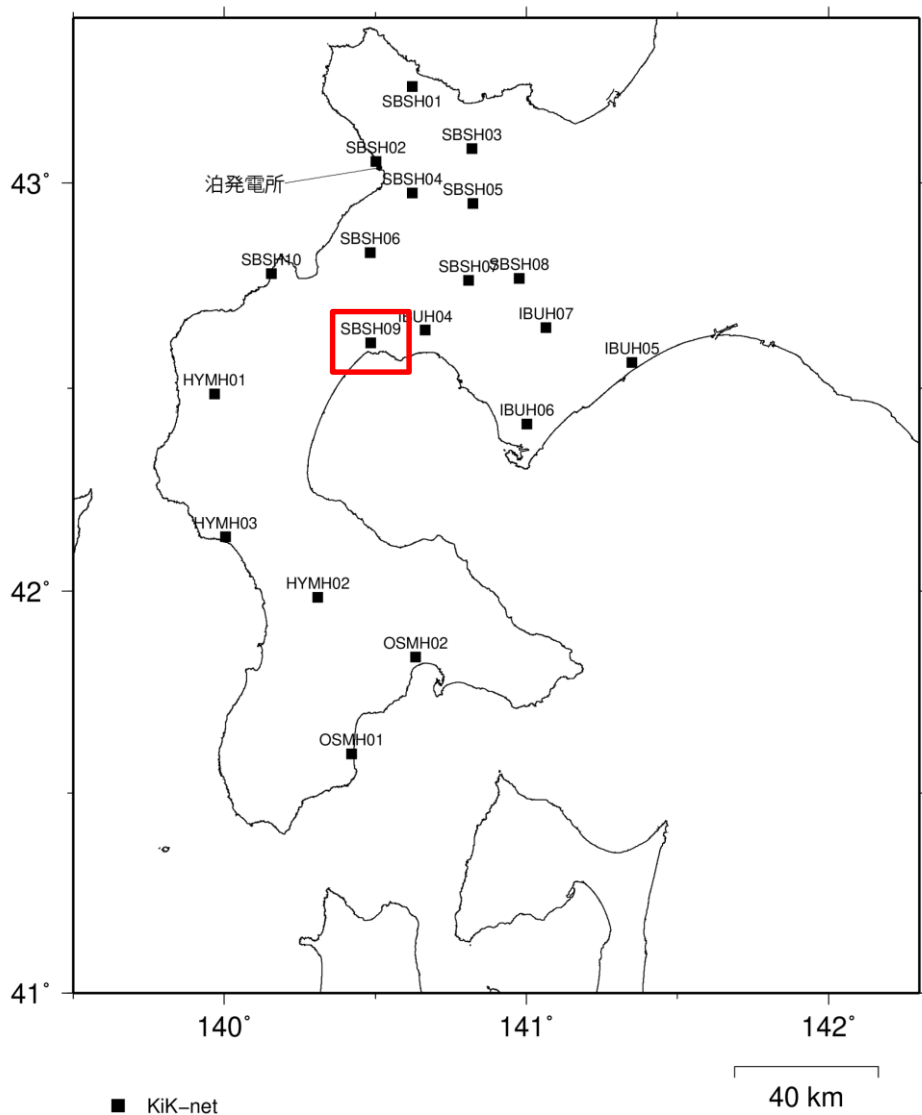 SBSH01
SBSH03
SBSH02
43°
泊発電所
SBSH04
SBSH05
SBSH06
SBSH10
SBSH07
SBSH08
SBSH09
IBUH04
IBUH07
IBUH05
HYMH01
IBUH06
HYMH03
42°
HYMH02
OSMH02
OSMH01
41°
140°
141°
142°
KiK-net
40 km